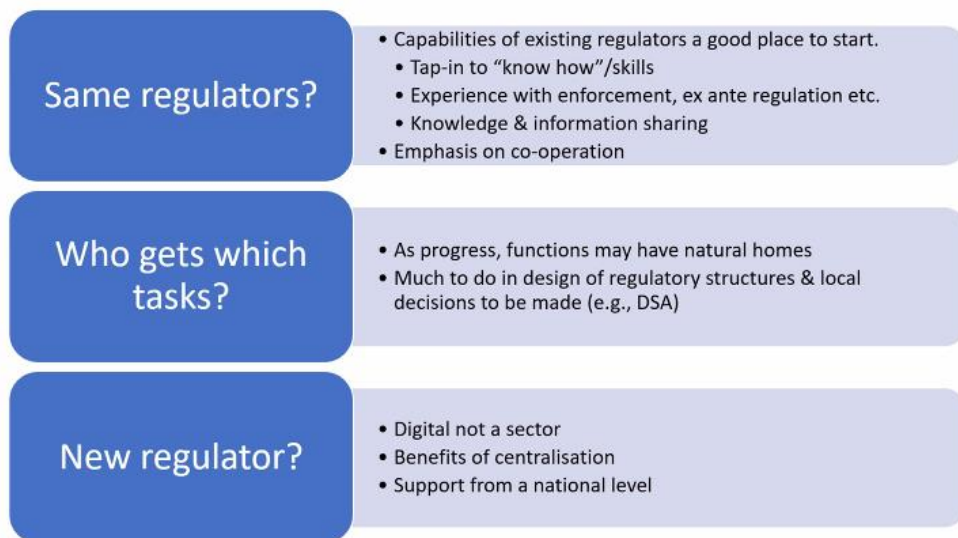 Same regulators?
• Capabilities of existing regulators a good place to start.
• Tap-in to “know how”/skills
• Experience with enforcement, ex ante regulation etc.
• Knowledge & information sharing
• Emphasis on co-operation
Who gets which
tasks?
• As progress, functions may have natural homes
• Much to do in design of regulatory structures & local
decisions to be made (e.g., DSA)
New regulator?
• Digital not a sector
• Benefits of centralisation
• Support from a national level